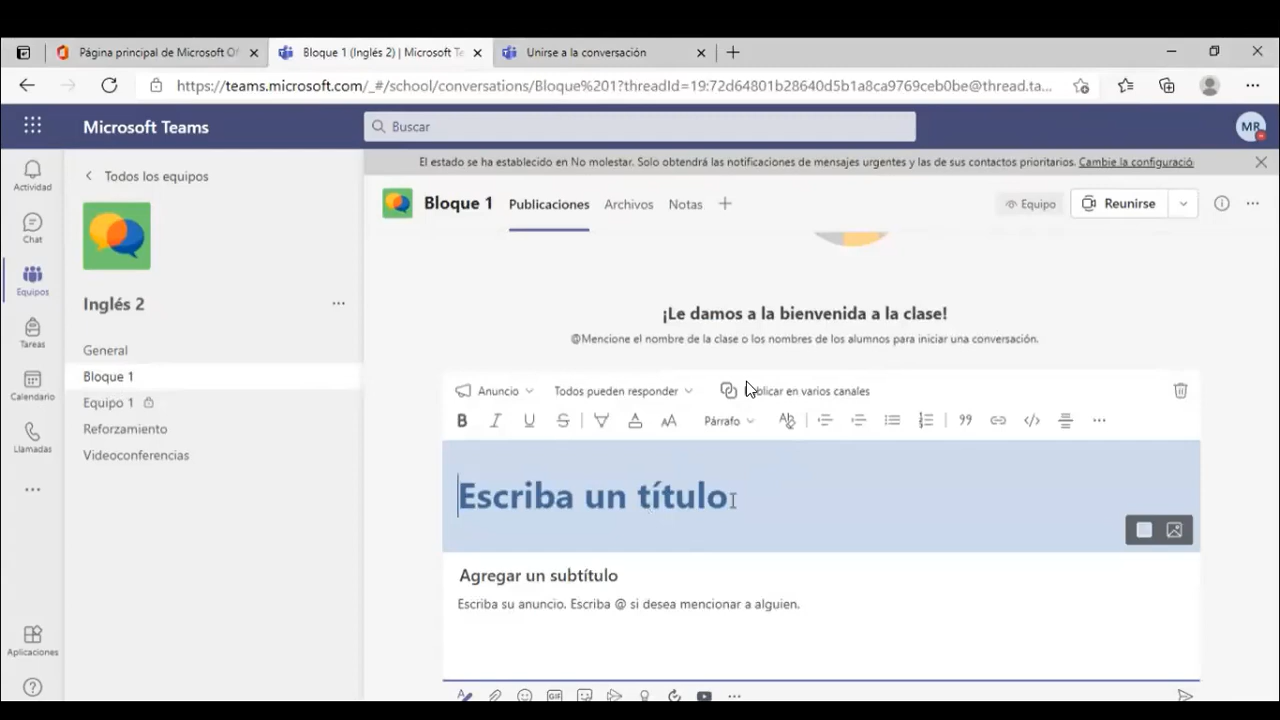 Página principal de Microsoft Of
Bloque 1 (Inglés 2) | Microsoft Te
Unirse a la conversación
https://teams.microsoft.com/_#/school/conversations/Bloque%201?threadId=19:72d64801b28640d5b1a8ca9769ceb0be@thread.ta...
Microsoft Teams
Buscar
MR
El estado se ha establecido en No molestar. Solo obtendrá las notificaciones de mensajes urgentes y las de sus contactos prioritarios. Cambie la configuració
Actividad
Chat
Equipos
Tareas
Calendario
Llamadas
Aplicaciones
Todos los equipos
Inglés 2
General
Bloque 1
Equipo 1
Reforzamiento
Videoconferencias
Bloque 1
Publicaciones
Archivos
Notas
Equipo
Reunirse
¡Le damos a la bienvenida a la clase!
@Mencione el nombre de la clase o los nombres de los alumnos para iniciar una conversación.
Anuncio
Todos pueden responder
blicar en varios canales
B I U S AA Párrafo Ab
Escriba un título
Agregar un subtítulo
Escriba su anuncio. Escriba @ si desea mencionar a alguien.
GIF